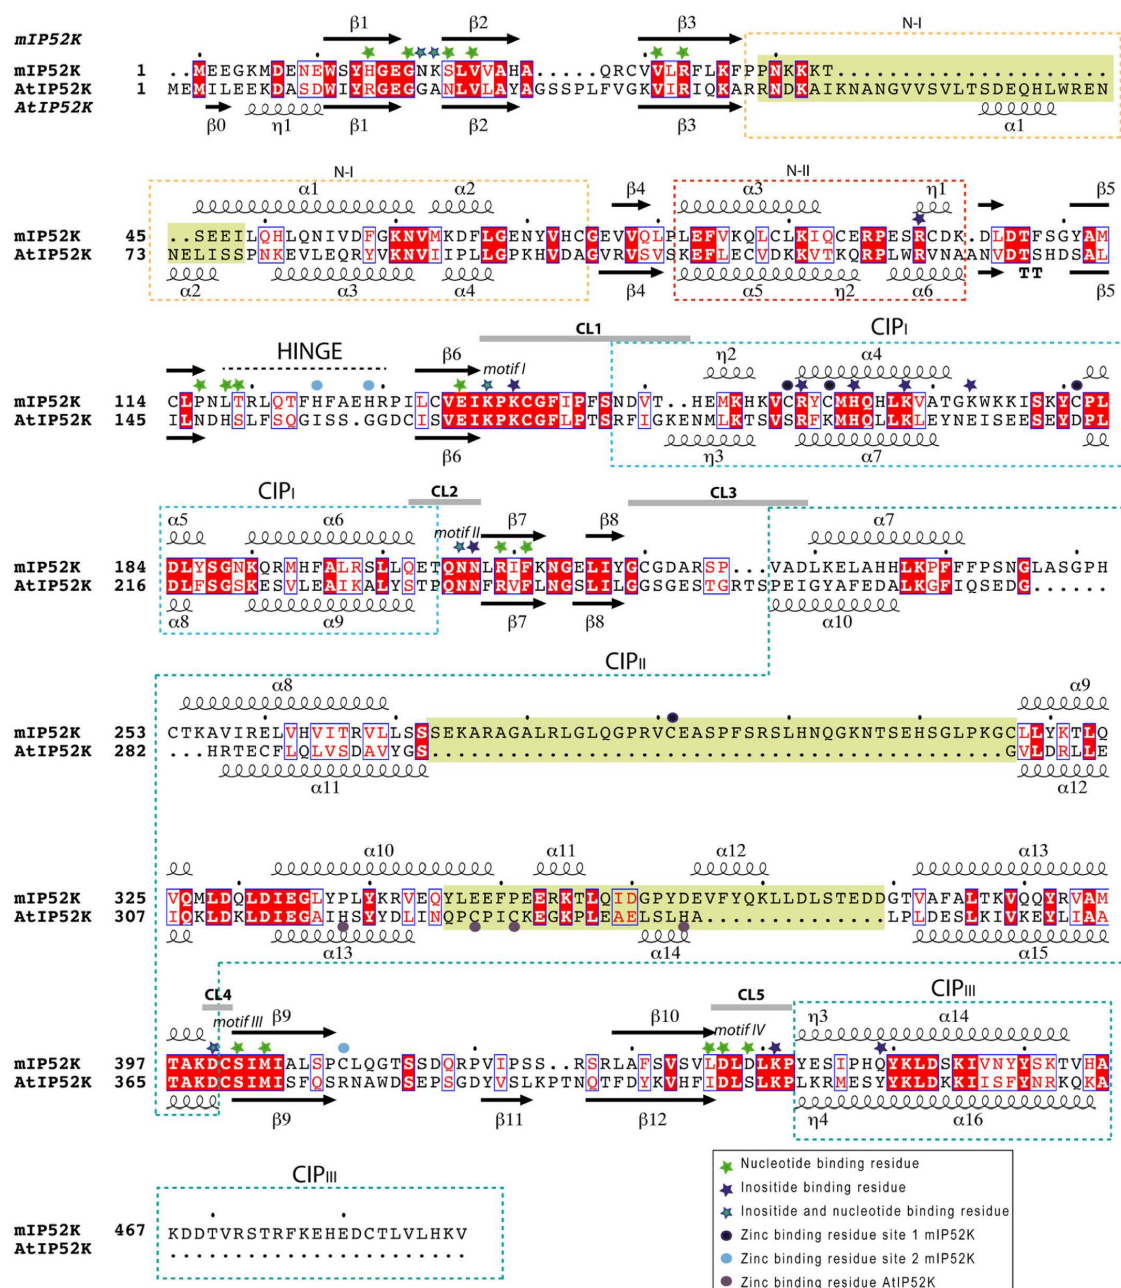 β1 β2 β3 N-I
mIP52K
mIP52K 1 ..MEEGKMDENEWSYHGEGNKSLVVAHA.....QRCVVLRFLKFPPNKKKT.....................
AtIP52K 1 MEMILEEKDASDWIYRGEGGANLVLAYAGSSPLFVGKVIRIQKARRNDKAIKNANGVVSVLTSDEQHLWREN
AtIP52K
β0 η1 β1 β2 β3 α1
N-I N-II
α1 α2 β4 α3 η1 β5
mIP52K 45 ..SEEILQHLQNIVDFGKNVMKDFLGENYVHCGEVVQLPLEFVKQLCLKIQCERPESRCDK.DLDTFSGYAM
AtIP52K 73 NELISSPNKEVLEQRYVKNVIIPLLGPKHVDAGVRVSVSKEFLECVDKKVTKQRPLWRVNAANVDTSHDSAL
α2 α3 α4 β4 α5 η2 α6 TT β5
HINGE CL1 CIPI
β6 motif I η2 α4
mIP52K 114 CLPNLTRLQTFHFAEHRPILCVEIKPKCGFIPFSNDVT..HEMKHKVCRYCMHQHLKVATGKWKKISKYCPL
AtIP52K 145 ILNDHSLFSQGISS.GGDCISVEIKPKCGFLPTSRFIGKENMLKTSVSRFKMHQLLKLEYNEISEESEYDPL
β6 η3 α7
CIPI CL2 CL3
α5 α6 motif II β7 β8 α7
mIP52K 184 DLYSGNKQRMHFALRSLLQETQNNLRIFKNGELIYGCGDARSP...VADLKELAHHLKPFFFPSNGLASGPH
AtIP52K 216 DLFSGSKESVLEAIKALYSTPQNNFRVFLNGSLILGGSGESTGRTSPEIGYAFEDALKGFIQSEDG......
α8 α9 β7 β8 α10
CIPII
α8 α9
mIP52K 253 CTKAVIRELVHVITRVLLSSSEKARAGALRLGLQGPRVCEASPFSRSLHNQGKNTSEHSGLPKGCLLYKTLQ
AtIP52K 282 ...HRTECFLQLVSDAVYGS............................................GVLDRLLE
α11 α12
α10 α11 α12 α13
mIP52K 325 VQMLDQLDIEGLYPLYKRVEQYLEEFPEERKTLQIDGPYDEVFYQKLLDLSTEDDGTVAFALTKVQQYRVAM
AtIP52K 307 IQKLDKLDIEGAIHSYYDLINQPCPICKEGKPLEAELSLHA..............LPLDESLKIVKEYLIAA
α13 α14 α15
CL4 CL5 CIPIII
motif III β9 β10 motif IV η3 α14
mIP52K 397 TAKDCSIMIALSPCLQGTSSDQRPVIPSS..RSRLAFSVSVLDLDLKPYESIPHQYKLDSKIVNYYSKTVHA
AtIP52K 365 TAKDCSIMISFQSRNAWDSEPSGDYVSLKPTNQTFDYKVHFIDLSLKPLKRMESYYKLDKKIISFYNRKQKA
β9 β11 β12 η4 α16
CIPIII
mIP52K 467 KDDTVRSTRFKEHEDCTLVLHKV
AtIP52K .......................
Nucleotide binding residue
Inositide binding residue
Inositide and nucleotide binding residue
Zinc binding residue site 1 mIP52K
Zinc binding residue site 2 mIP52K
Zinc binding residue AtIP52K